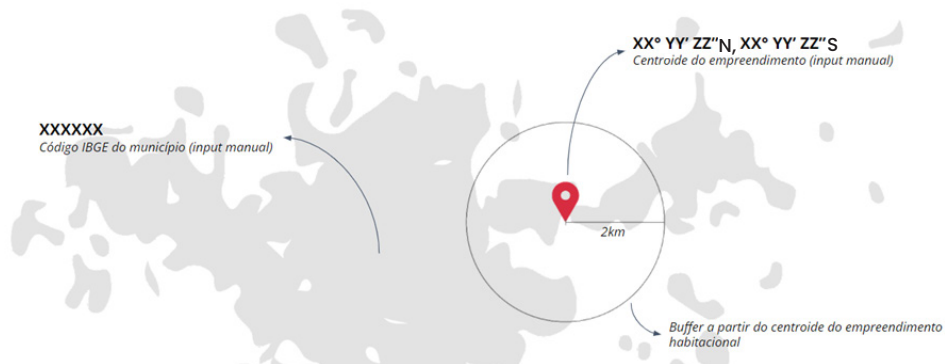 XX° YY' ZZ"N, XX° YY' ZZ"S
Centroide do empreendimento (input manual)
XXXXXX
Código IBGE do município (input manual)
2km
Buffer a partir do centroide do empreendimento
habitacional